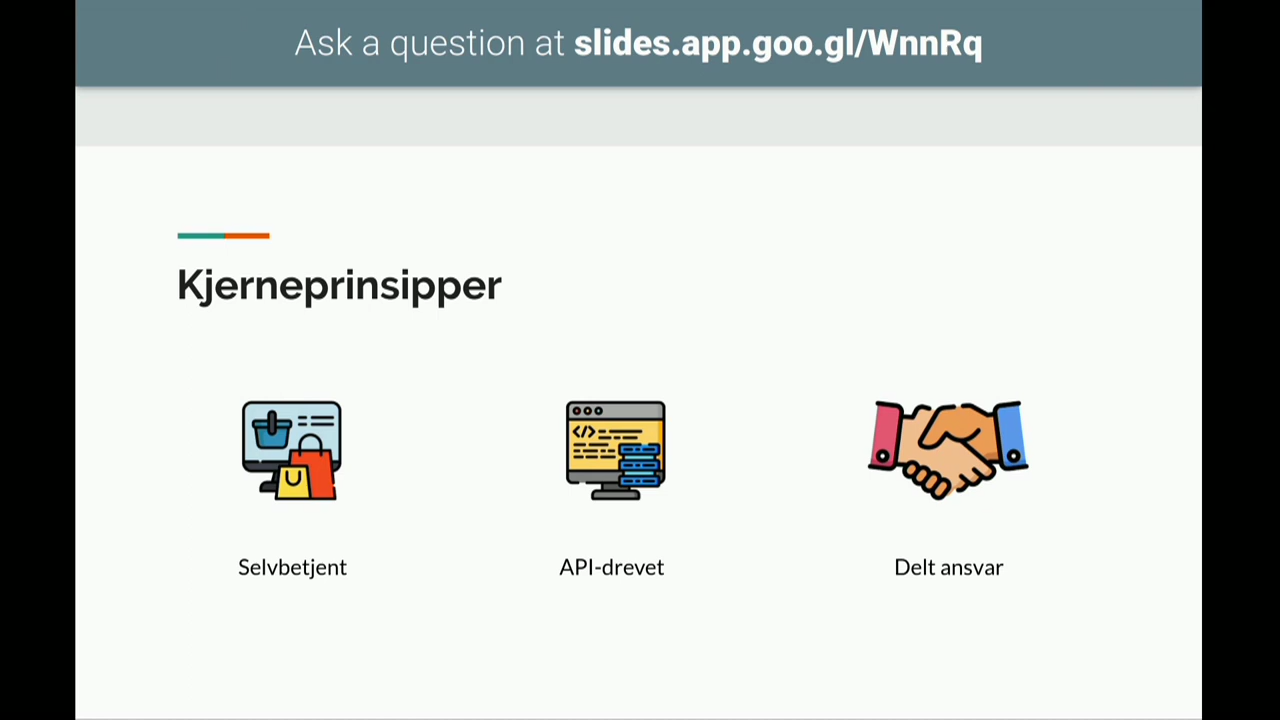 Ask a question at slides.app.goo.gl/WnnRq
Kjerneprinsipper
Selvbetjent
API-drevet
Delt ansvar